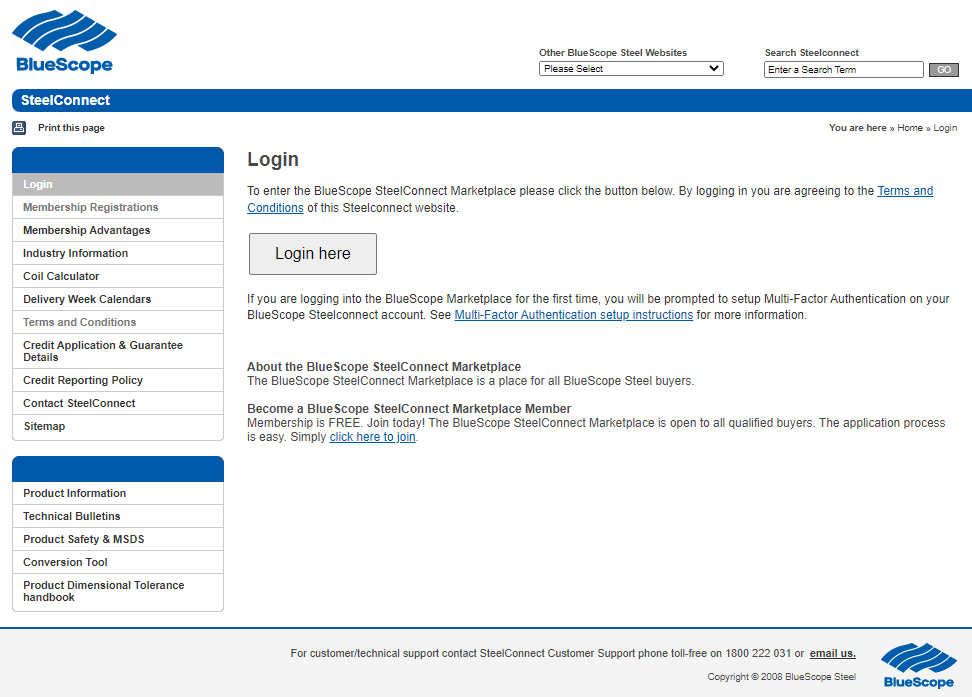 BlueScope
Other BlueScope Steel Websites
Please Select
Search Steelconnect
Enter a Search Term
GO
SteelConnect
Print this page
You are here » Home » Login
Login
Membership Registrations
Membership Advantages
Industry Information
Coil Calculator
Delivery Week Calendars
Terms and Conditions
Credit Application & Guarantee
Details
Credit Reporting Policy
Contact SteelConnect
Sitemap
Product Information
Technical Bulletins
Product Safety & MSDS
Conversion Tool
Product Dimensional Tolerance
handbook
Login
To enter the BlueScope SteelConnect Marketplace please click the button below. By logging in you are agreeing to the Terms and
Conditions of this Steelconnect website.
Login here
If you are logging into the BlueScope Marketplace for the first time, you will be prompted to setup Multi-Factor Authentication on your
BlueScope Steelconnect account. See Multi-Factor Authentication setup instructions for more information.
About the BlueScope SteelConnect Marketplace
The BlueScope SteelConnect Marketplace is a place for all BlueScope Steel buyers.
Become a BlueScope SteelConnect Marketplace Member
Membership is FREE. Join today! The BlueScope SteelConnect Marketplace is open to all qualified buyers. The application process
is easy. Simply click here to join.
For customer/technical support contact SteelConnect Customer Support phone toll-free on 1800 222 031 or email us.
Copyright © 2008 BlueScope Steel
BlueScope